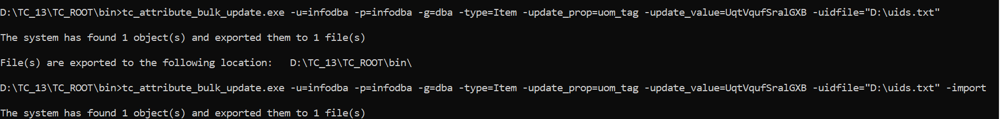 D:\TC_13\TC_ROOT\bin>tc_attribute_bulk_update.exe -u=infodba -p=infodba -g=dba -type=Item -update_prop=uom_tag -update_value=UqtVqufSralGXB -uidfile="D:\uids.txt"
The system has found 1 object(s) and exported them to 1 file(s)
File(s) are exported to the following location:   D:\TC_13\TC_ROOT\bin\
D:\TC_13\TC_ROOT\bin>tc_attribute_bulk_update.exe -u=infodba -p=infodba -g=dba -type=Item -update_prop=uom_tag -update_value=UqtVqufSralGXB -uidfile="D:\uids.txt" -import
The system has found 1 object(s) and exported them to 1 file(s)